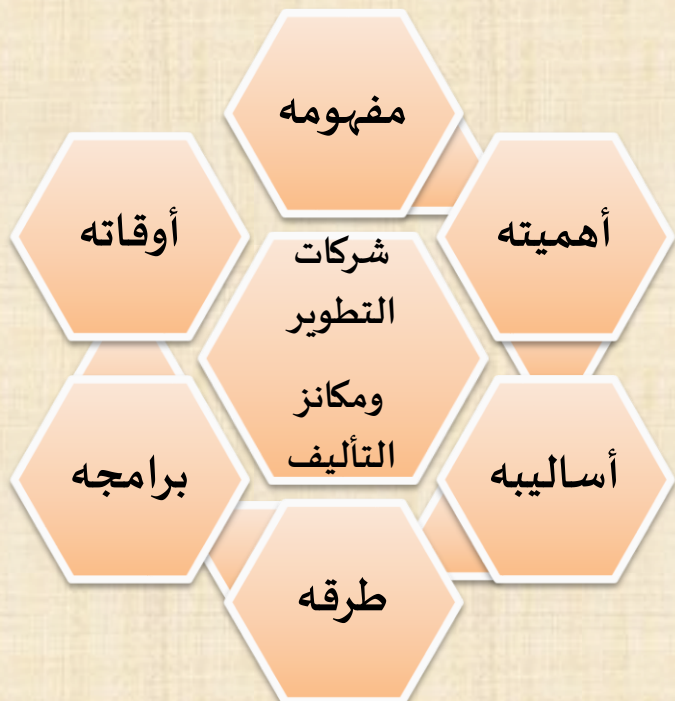 مفهومه
أهميته
أوقاته
شركات
التطوير
ومكانز
التأليف
أساليبه
برامجه
طرقه